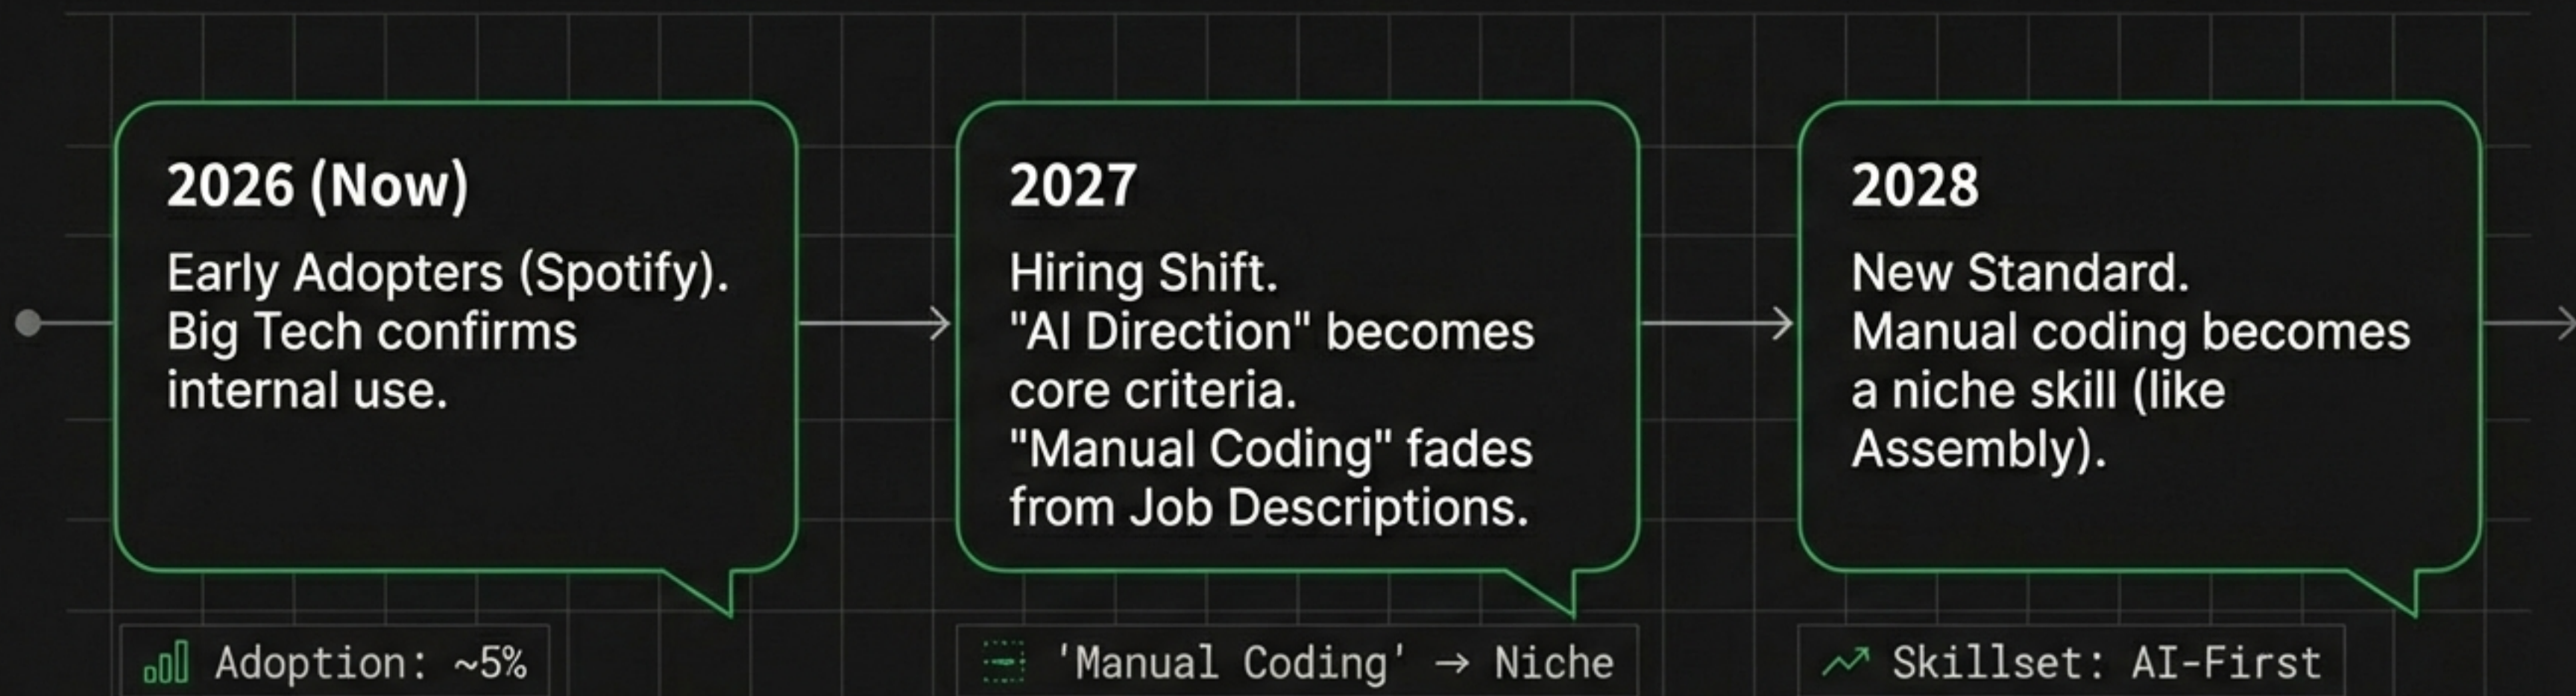 2026 (Now)
Early Adopters (Spotify).
Big Tech confirms
internal use.
Adoption: ~5%
2027
Hiring Shift.
"AI Direction" becomes
core criteria.
"Manual Coding" fades
from Job Descriptions.
'Manual Coding' → Niche
2028
New Standard.
Manual coding becomes
a niche skill (like
Assembly).
Skillset: AI-First